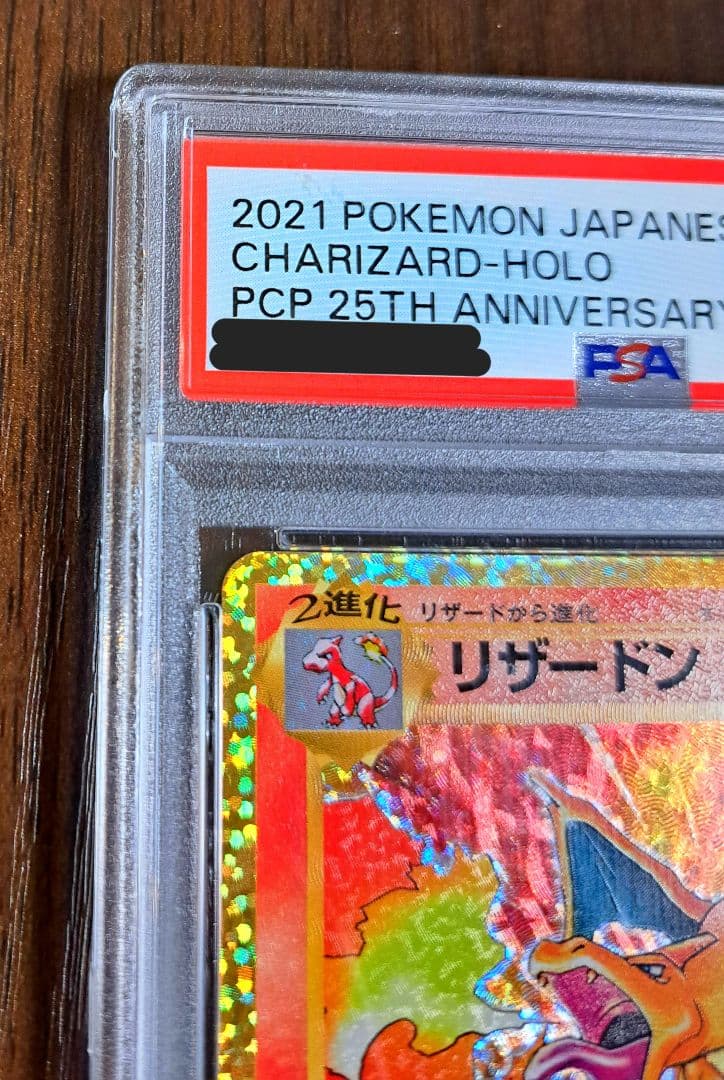 2021 POKEMON JAPANES
CHARIZARD-HOLO
PCP 25TH ANNIVERSARY
PSA
2進化 リザードから進化
リザードン